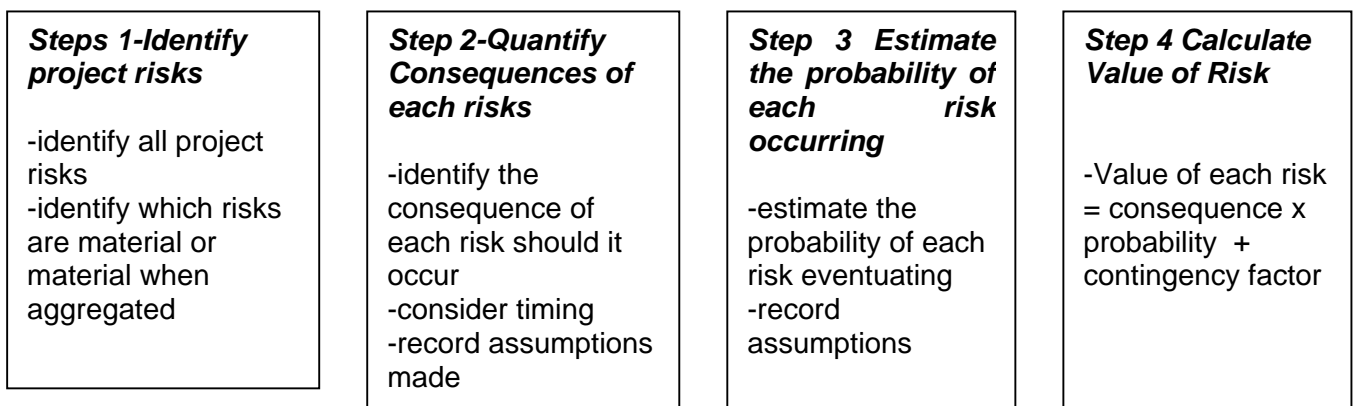 Steps 1-Identify
project risks
-identify all project
risks
-identify which risks
are material or
material when
aggregated
Step 2-Quantify
Consequences of
each risks
-identify the
consequence of
each risk should it
occur
-consider timing
-record assumptions
made
Step 3 Estimate
the probability of
each risk
occurring
-estimate the
probability of each
risk eventuating
-record
assumptions
Step 4 Calculate
Value of Risk
-Value of each risk
= consequence x
probability +
contingency factor